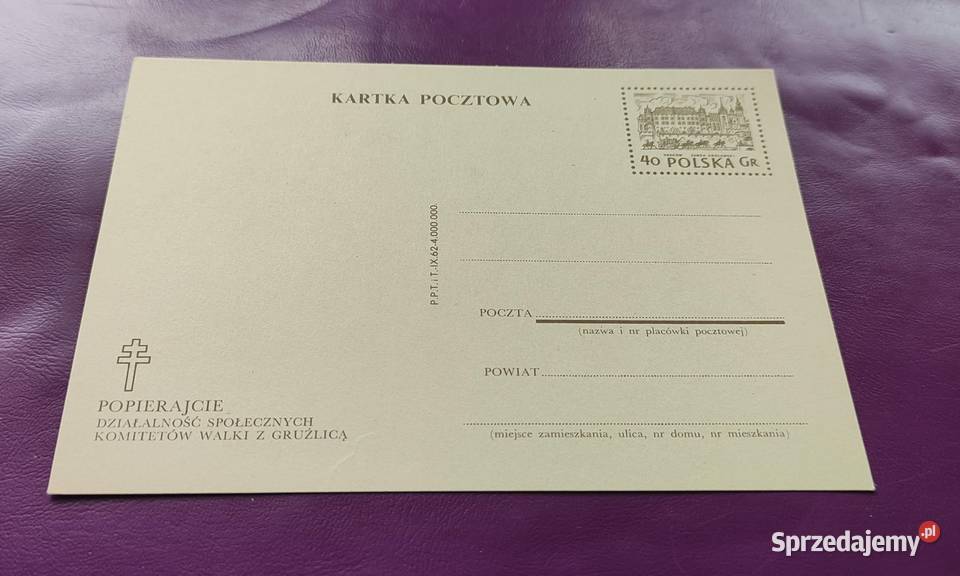 KARTKA POCZTOWA
40 POLSKA GR.
P.P.T. i T. IX.62-4.000.000.
POCZTA
(nazwa i nr placówki pocztowej)
POWIAT
(miejsce zamieszkania, ulica, nr domu, nr mieszkania)
POPIERAJCIE
DZIAŁALNOŚĆ SPOŁECZNYCH
KOMITETÓW WALKI Z GRUŹLICĄ
Sprzedajemy.pl